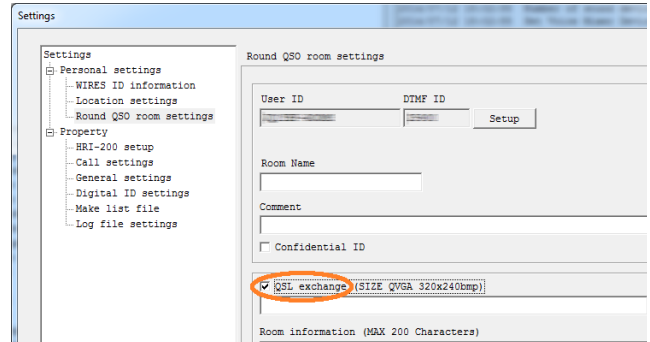 Settings
Settings
Personal settings
WIRES ID information
Location settings
Round QSO room settings
Property
HRI-200 setup
Call settings
General settings
Digital ID settings
Make list file
Log file settings
Round QSO room settings
User ID DTMF ID
Setup
Room Name
Comment
Confidential ID
QSL exchange (SIZE QVGA 320x240bmp)
Room information (MAX 200 Characters)